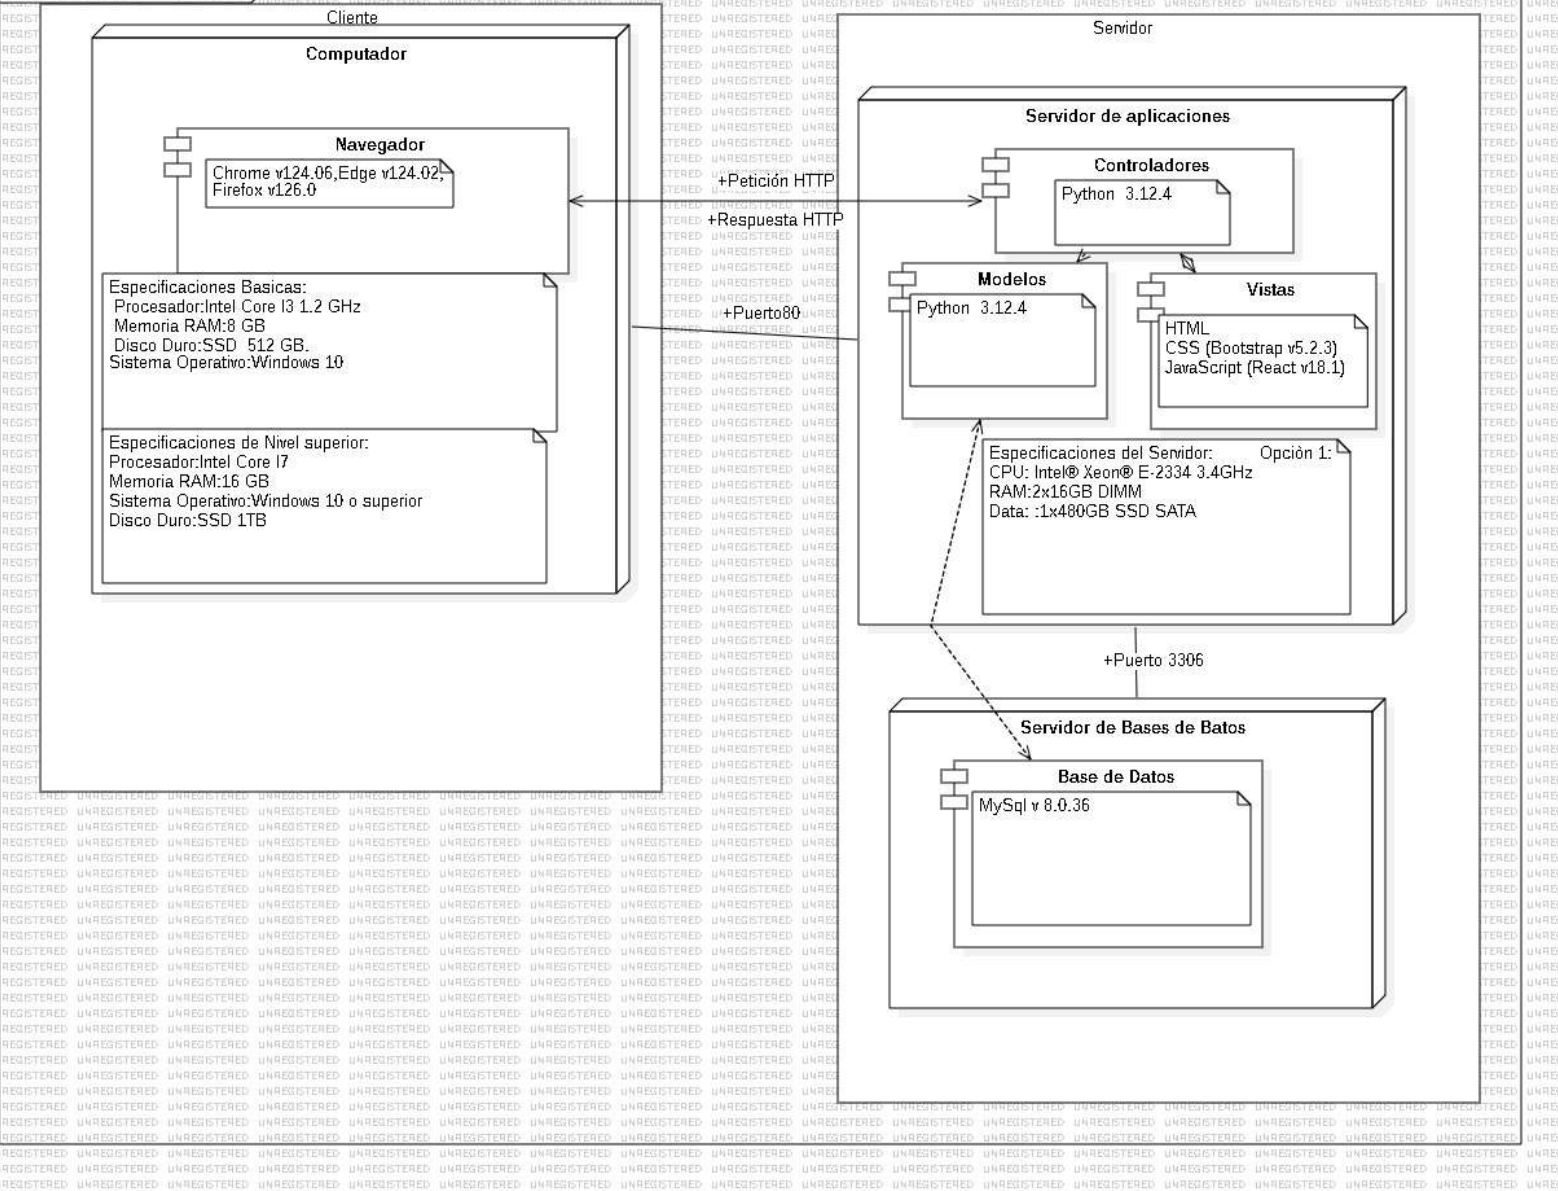 Cliente
Computador
Navegador
Chrome v124.06,Edge v124.02,
Firefox v126.0
Especificaciones Basicas:
Procesador:Intel Core I3 1.2 GHz
Memoria RAM:8 GB
Disco Duro:SSD 512 GB.
Sistema Operativo:Windows 10
Especificaciones de Nivel superior:
Procesador:Intel Core I7
Memoria RAM:16 GB
Sistema Operativo:Windows 10 o superior
Disco Duro:SSD 1TB
+Petición HTTP
+Respuesta HTTP
+Puerto80
Servidor
Servidor de aplicaciones
Controladores
Python 3.12.4
Modelos
Python 3.12.4
Vistas
HTML
CSS (Bootstrap v5.2.3)
JavaScript (React v18.1)
Especificaciones del Servidor: Opciòn 1:
CPU: Intel® Xeon® E-2334 3.4GHz
RAM:2x16GB DIMM
Data: :1x480GB SSD SATA
+Puerto 3306
Servidor de Bases de Batos
Base de Datos
MySql v 8.0.36